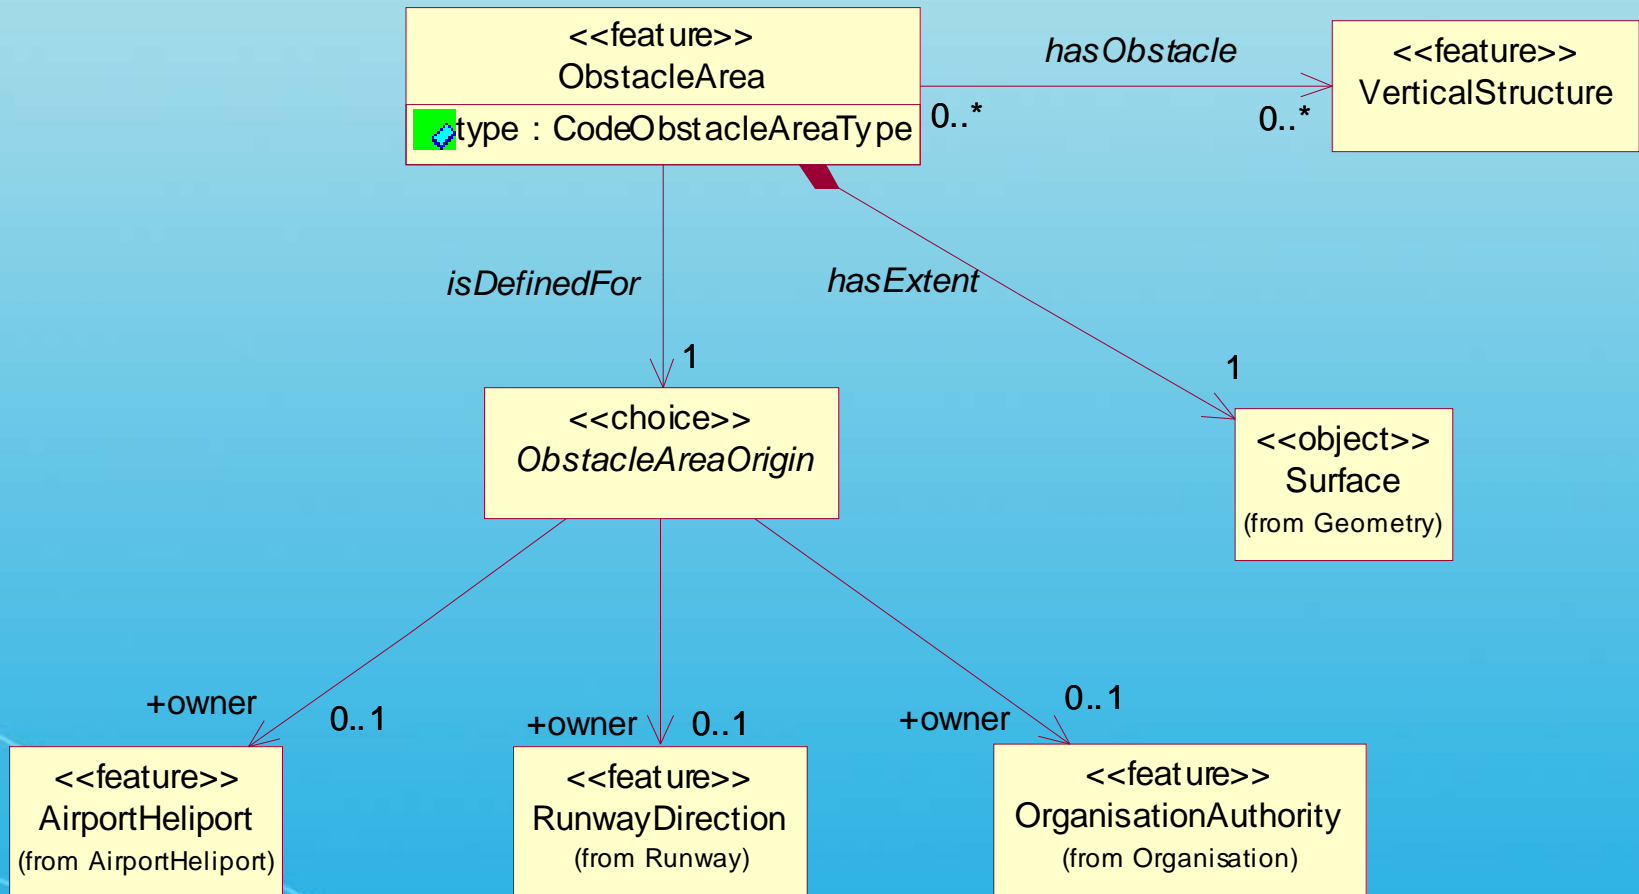 <<feature>>
ObstacleArea
type : CodeObstacleAreaType
hasObstacle
0..*
0..*
<<feature>>
VerticalStructure
isDefinedFor
hasExtent
1
1
<<choice>>
ObstacleAreaOrigin
<<object>>
Surface
(from Geometry)
+owner
0..1
+owner
0..1
+owner
0..1
<<feature>>
AirportHeliport
(from AirportHeliport)
<<feature>>
RunwayDirection
(from Runway)
<<feature>>
OrganisationAuthority
(from Organisation)